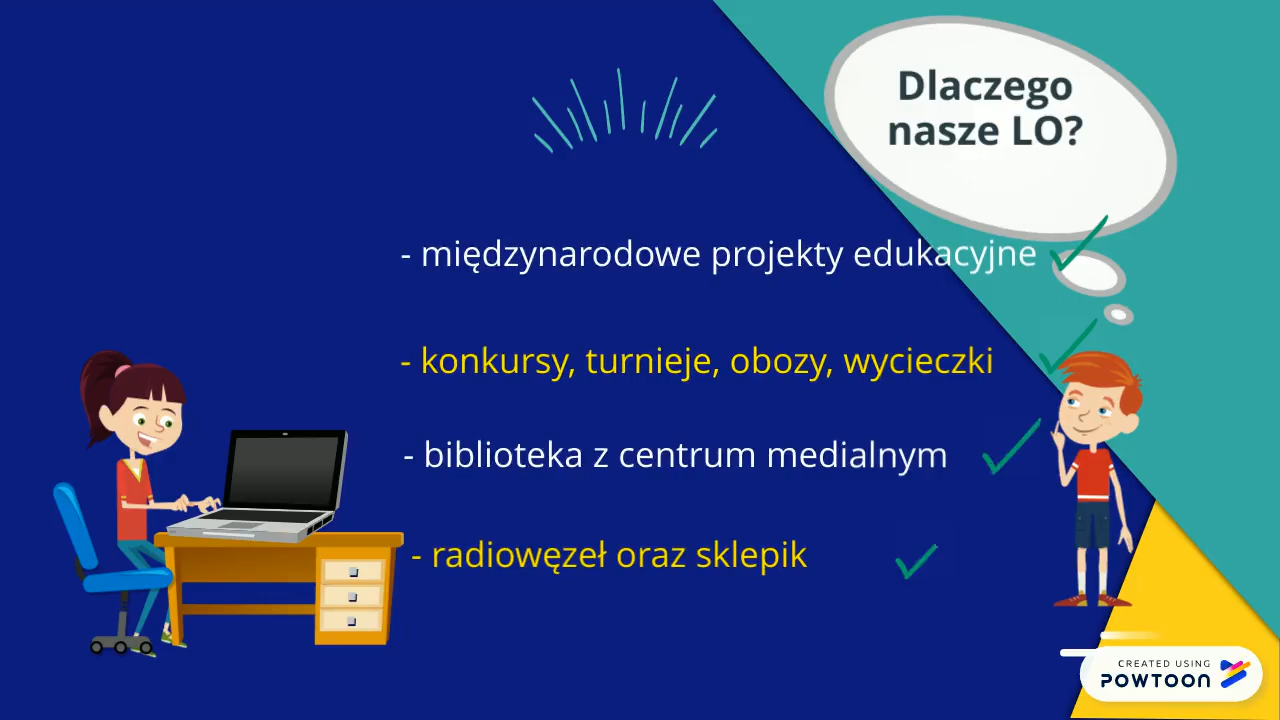 Dlaczego
nasze LO?
- międzynarodowe projekty edukacyjne
- konkursy, turnieje, obozy, wycieczki
- biblioteka z centrum medialnym
- radiowęzeł oraz sklepik
CREATED USING
POWTOON